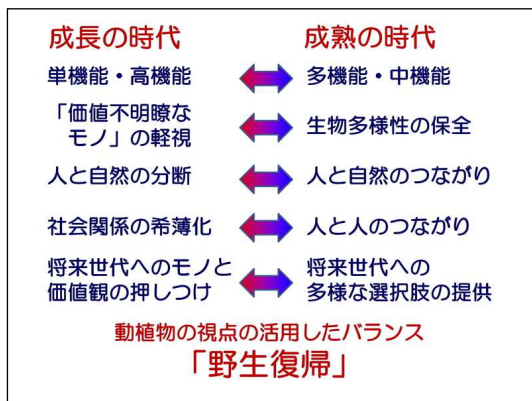 成長の時代
成熟の時代
単機能・高機能
多機能・中機能
「価値不明瞭な
モノ」の軽視
生物多様性の保全
人と自然の分断
人と自然のつながり
社会関係の希薄化
人と人のつながり
将来世代へのモノと
価値観の押しつけ
将来世代への
多様な選択肢の提供
動植物の視点の活用したバランス
「野生復帰」